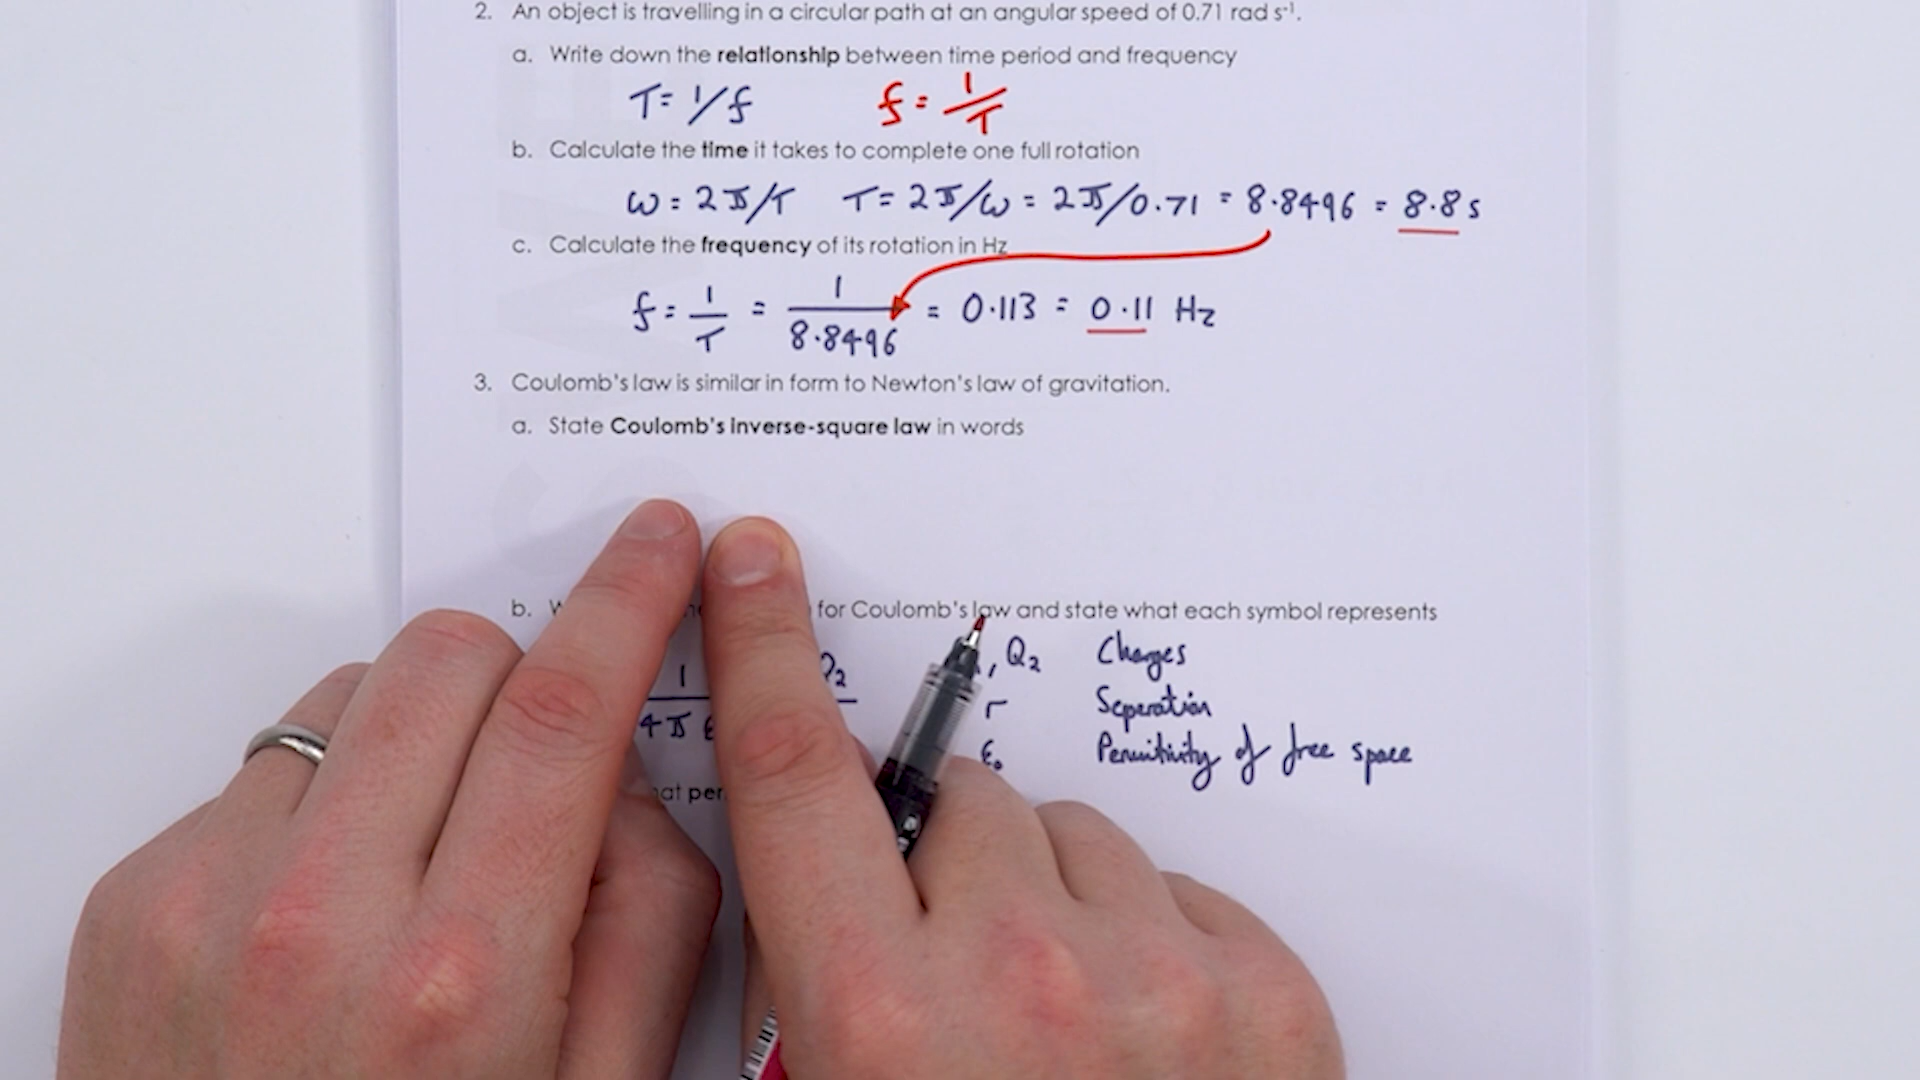 2. An object is travelling in a circular path at an angular speed of 0.71 rad s⁻¹.
a. Write down the relationship between time period and frequency
T = 1/f f = 1/T
b. Calculate the time it takes to complete one full rotation
ω = 2π/T T = 2π/ω = 2π/0.71 = 8.8496 = 8.8 s
c. Calculate the frequency of its rotation in Hz
f = 1/T = 1/8.8496 = 0.113 = 0.11 Hz
3. Coulomb's law is similar in form to Newton's law of gravitation.
a. State Coulomb's inverse-square law in words
b. for Coulomb's law and state what each symbol represents
, Q₂ Charges
1
4π
r Seperation
ε₀ Permitivity of free space